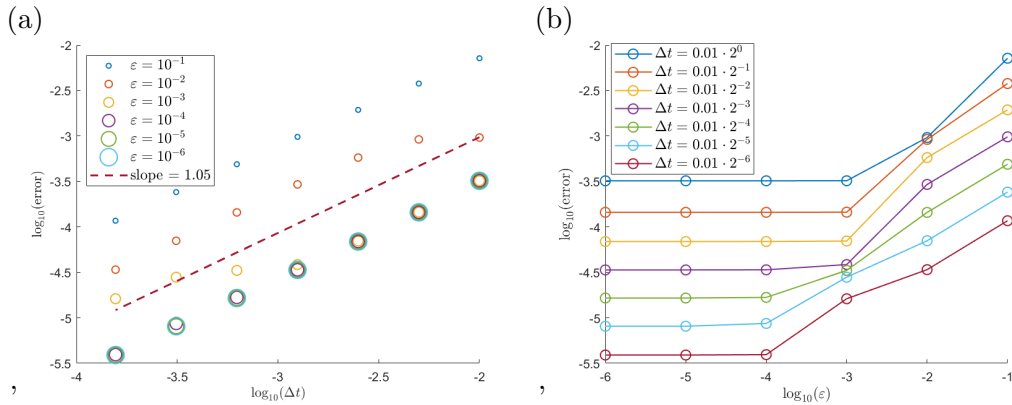 (a)
-2
-2.5
-3
-3.5
-4
-4.5
-5
-5.5
log₁₀(error)
ε = 10⁻¹
ε = 10⁻²
ε = 10⁻³
ε = 10⁻⁴
ε = 10⁻⁵
ε = 10⁻⁶
slope = 1.05
-4 -3.5 -3 -2.5 -2
log₁₀(Δt)
,
(b)
-2
-2.5
-3
-3.5
-4
-4.5
-5
-5.5
log₁₀(error)
Δt = 0.01 · 2⁰
Δt = 0.01 · 2⁻¹
Δt = 0.01 · 2⁻²
Δt = 0.01 · 2⁻³
Δt = 0.01 · 2⁻⁴
Δt = 0.01 · 2⁻⁵
Δt = 0.01 · 2⁻⁶
-6 -5 -4 -3 -2 -1
log₁₀(ε)
,